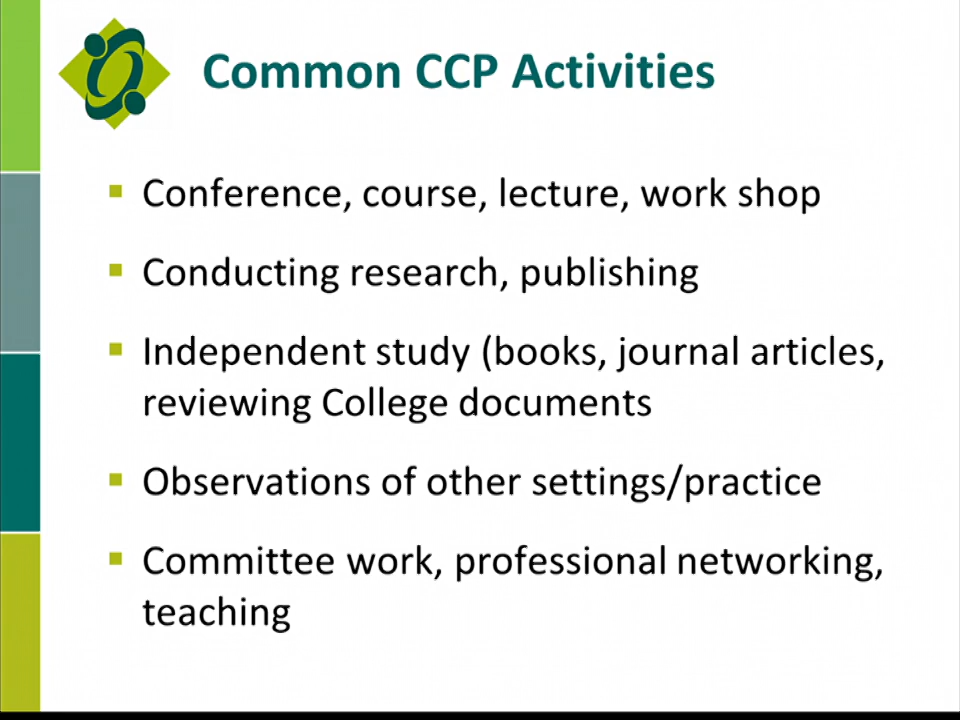 Common CCP Activities
Conference, course, lecture, work shop
Conducting research, publishing
Independent study (books, journal articles,
reviewing College documents
Observations of other settings/practice
Committee work, professional networking,
teaching